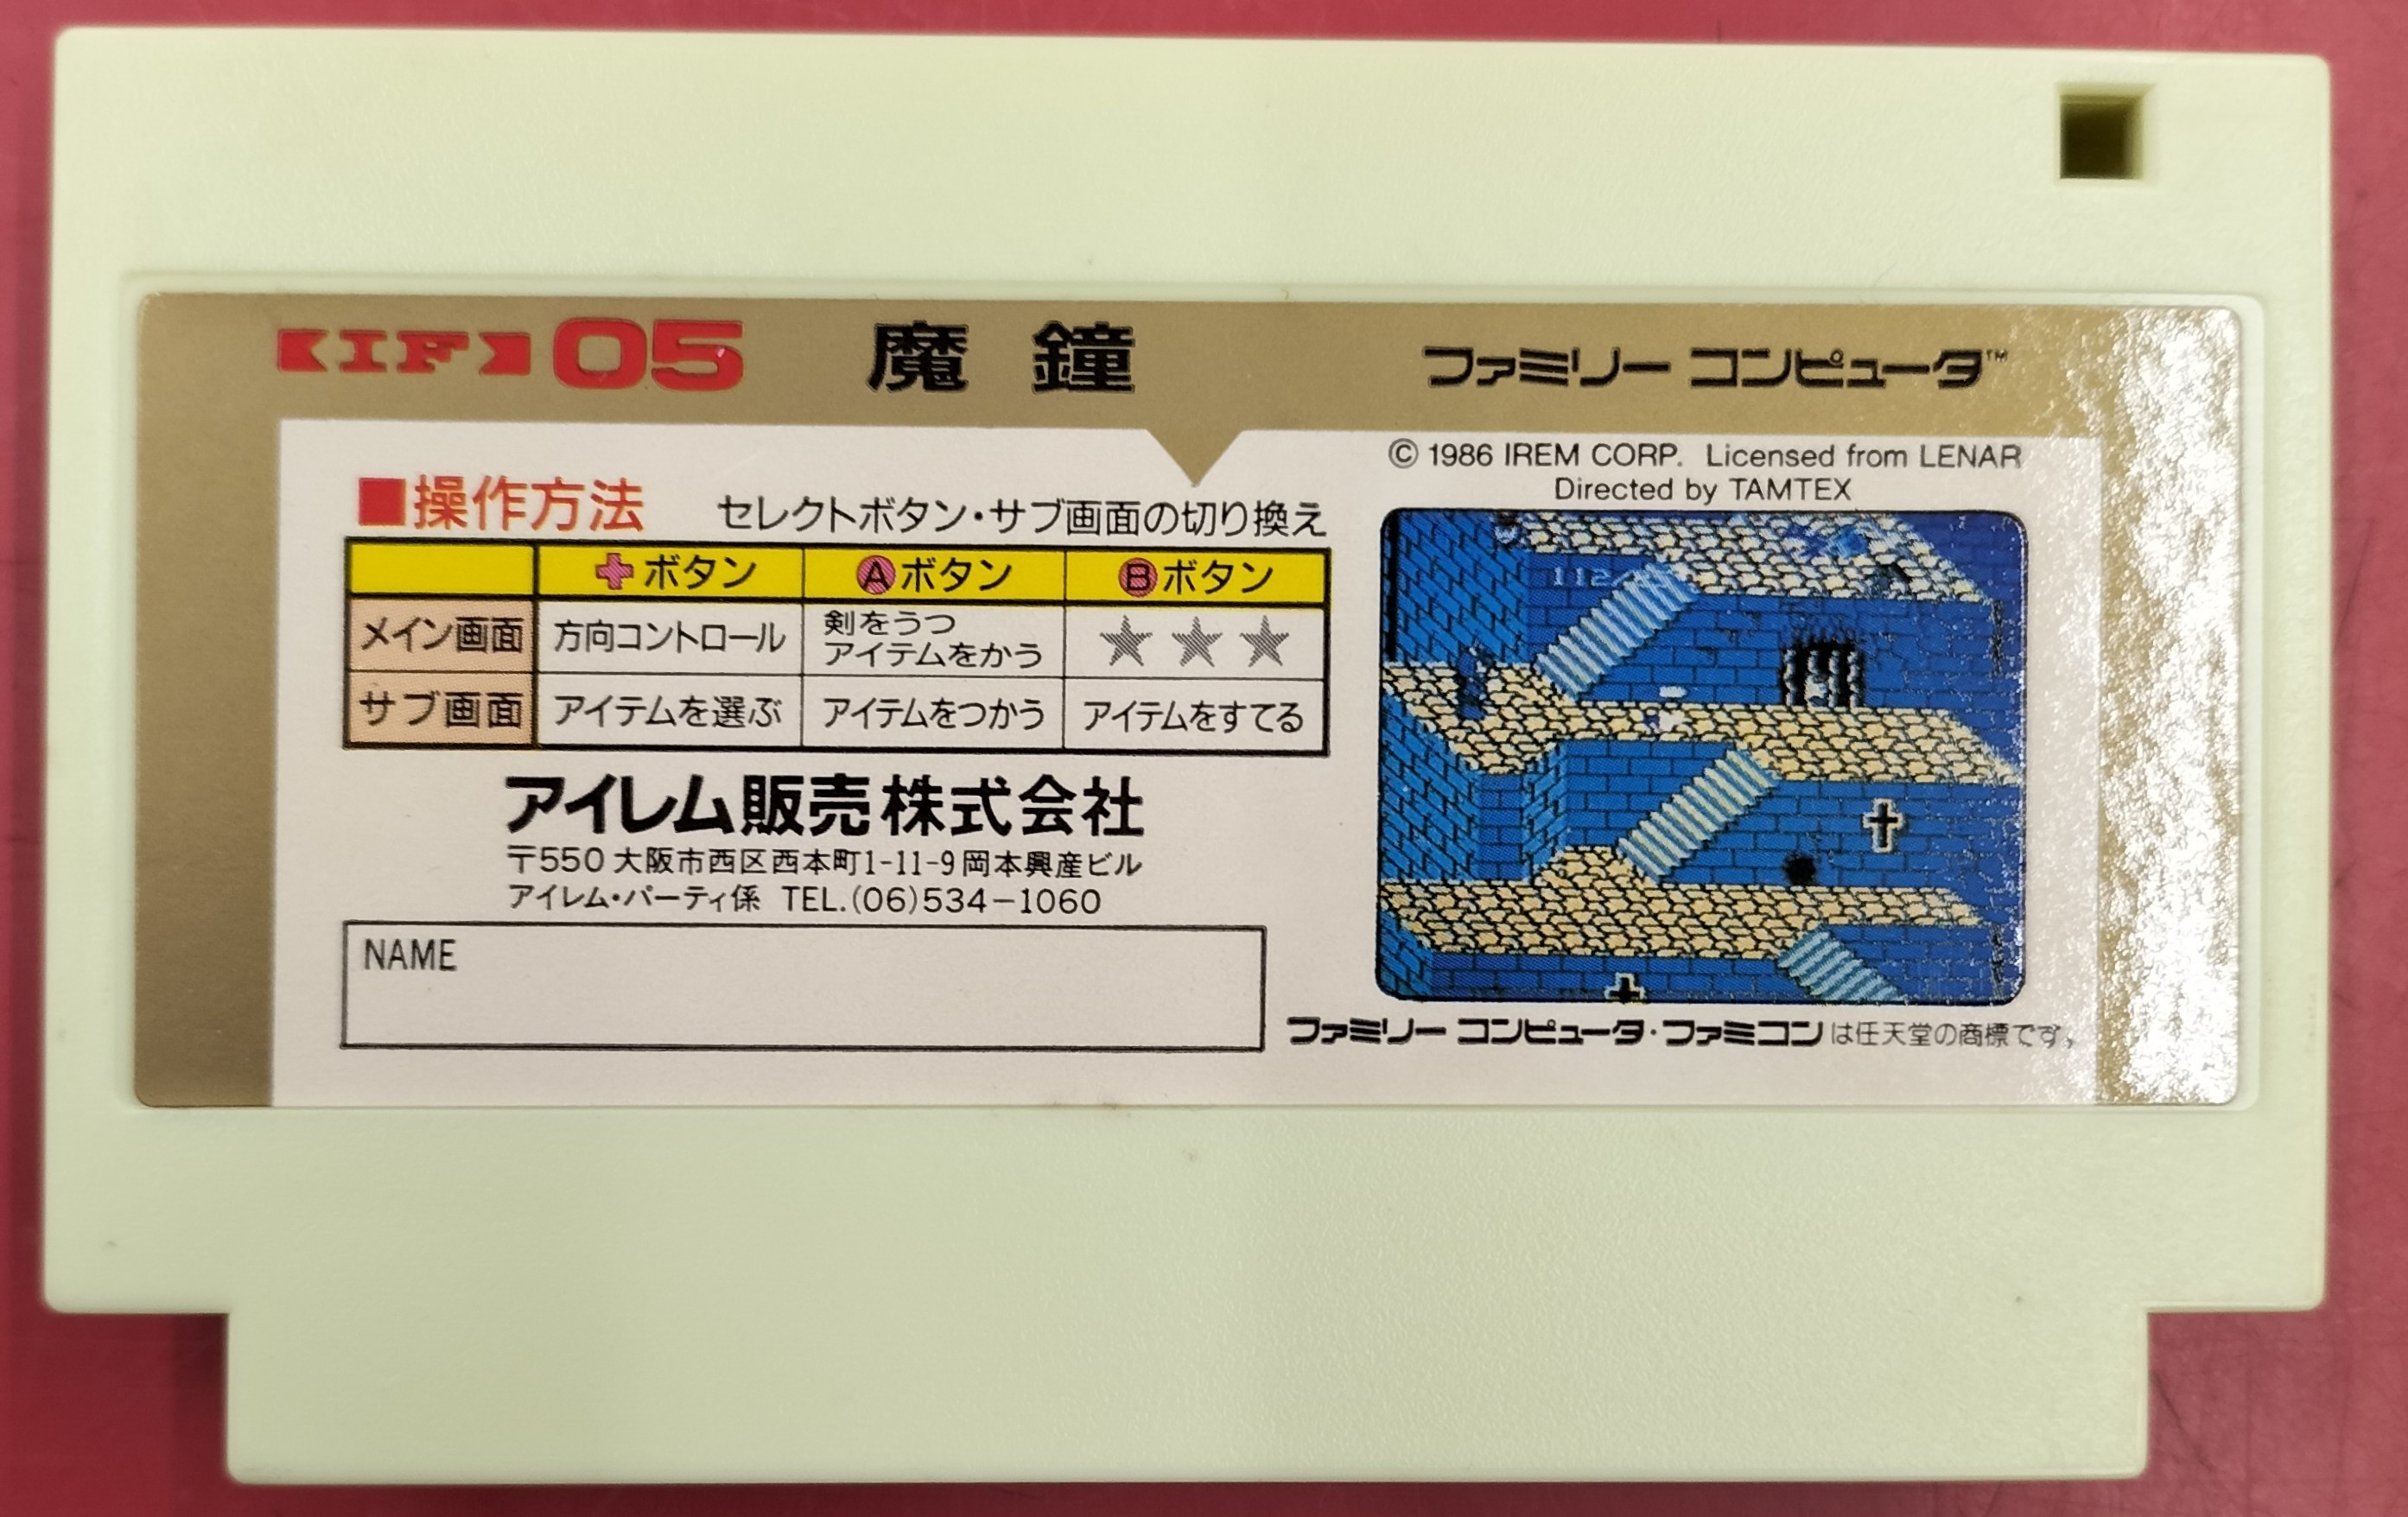 IF 05 魔鐘 ファミリー コンピュータ™
© 1986 IREM CORP. Licensed from LENAR
Directed by TAMTEX
■操作方法 セレクトボタン・サブ画面の切り換え
ボタン Aボタン Bボタン
メイン画面 方向コントロール 剣をうつ アイテムをかう ★ ★ ★
サブ画面 アイテムを選ぶ アイテムをつかう アイテムをすてる
アイレム販売株式会社
〒550 大阪市西区西本町1-11-9 岡本興産ビル
アイレム・パーティ係 TEL.(06)534-1060
NAME
112
ファミリー コンピュータ・ファミコンは任天堂の商標です。